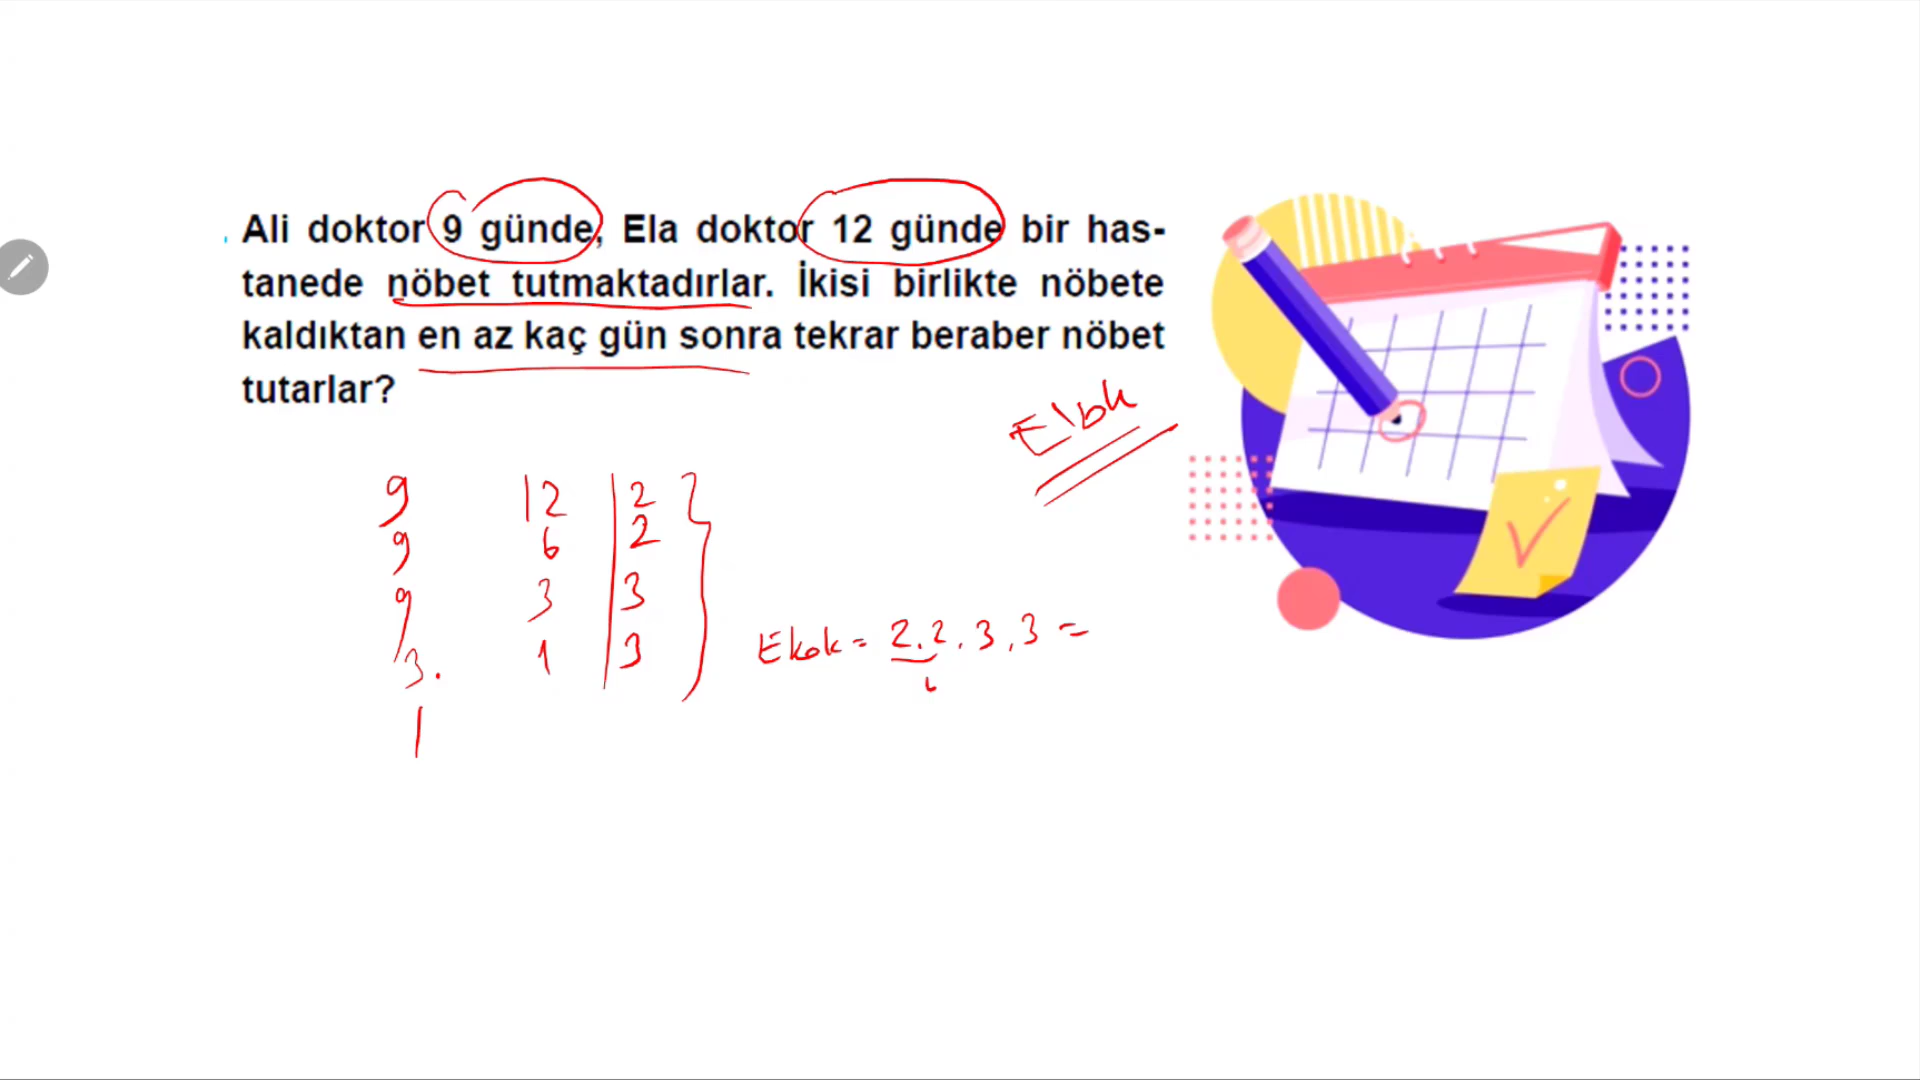 Ali doktor 9 günde, Ela doktor 12 günde bir has-
tanede nöbet tutmaktadırlar. İkisi birlikte nöbete
kaldıktan en az kaç gün sonra tekrar beraber nöbet
tutarlar?
Ekok
9 12 2
9 6 2
9 3 3
3. 1 3
1
Ekok = 2.2.3.3 =